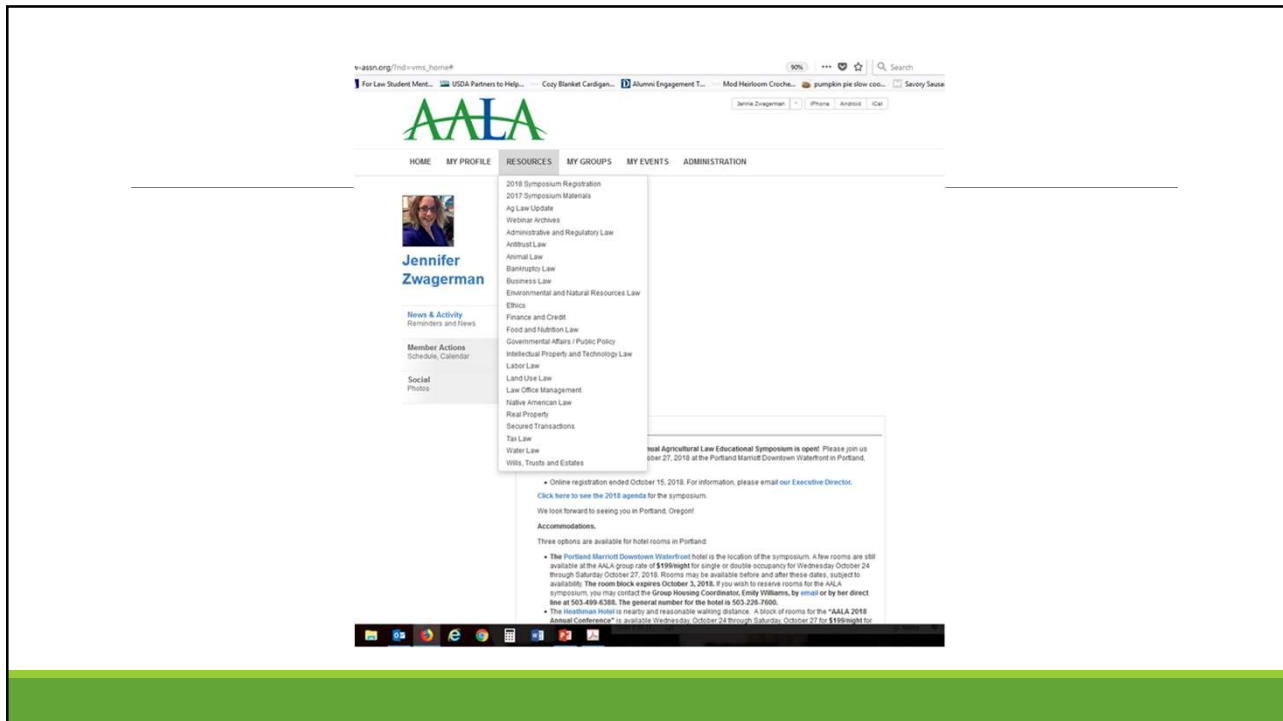 v-assn.org/?nd=vms_home#
90%
Search
For Law Student Ment...
USDA Partners to Help...
Cozy Blanket Cardigan...
Alumni Engagement T...
Mod Heirloom Croche...
pumpkin pie slow coo...
Savory Sausa
AALA
Jennie Zwagerman
iPhone
Android
iCal
HOME
MY PROFILE
RESOURCES
MY GROUPS
MY EVENTS
ADMINISTRATION
2018 Symposium Registration
2017 Symposium Materials
Ag Law Update
Webinar Archives
Administrative and Regulatory Law
Antitrust Law
Animal Law
Bankruptcy Law
Business Law
Environmental and Natural Resources Law
Ethics
Finance and Credit
Food and Nutrition Law
Governmental Affairs / Public Policy
Intellectual Property and Technology Law
Labor Law
Land Use Law
Law Office Management
Native American Law
Real Property
Secured Transactions
Tax Law
Water Law
Wills, Trusts and Estates
Jennifer
Zwagerman
News & Activity
Reminders and News
Member Actions
Schedule, Calendar
Social
Photos
nual Agricultural Law Educational Symposium is open! Please join us
ober 27, 2018 at the Portland Marriott Downtown Waterfront in Portland,
• Online registration ended October 15, 2018. For information, please email our Executive Director.
Click here to see the 2018 agenda for the symposium.
We look forward to seeing you in Portland, Oregon!
Accommodations.
Three options are available for hotel rooms in Portland:
• The Portland Marriott Downtown Waterfront hotel is the location of the symposium. A few rooms are still
available at the AALA group rate of $199/night for single or double occupancy for Wednesday October 24
through Saturday October 27, 2018. Rooms may be available before and after these dates, subject to
availability. The room block expires October 3, 2018. If you wish to reserve rooms for the AALA
symposium, you may contact the Group Housing Coordinator, Emily Williams, by email or by her direct
line at 503-499-6388. The general number for the hotel is 503-226-7600.
• The Heathman Hotel is nearby and reasonable walking distance. A block of rooms for the "AALA 2018
Annual Conference" is available Wednesday, October 24 through Saturday, October 27 for $199/night for